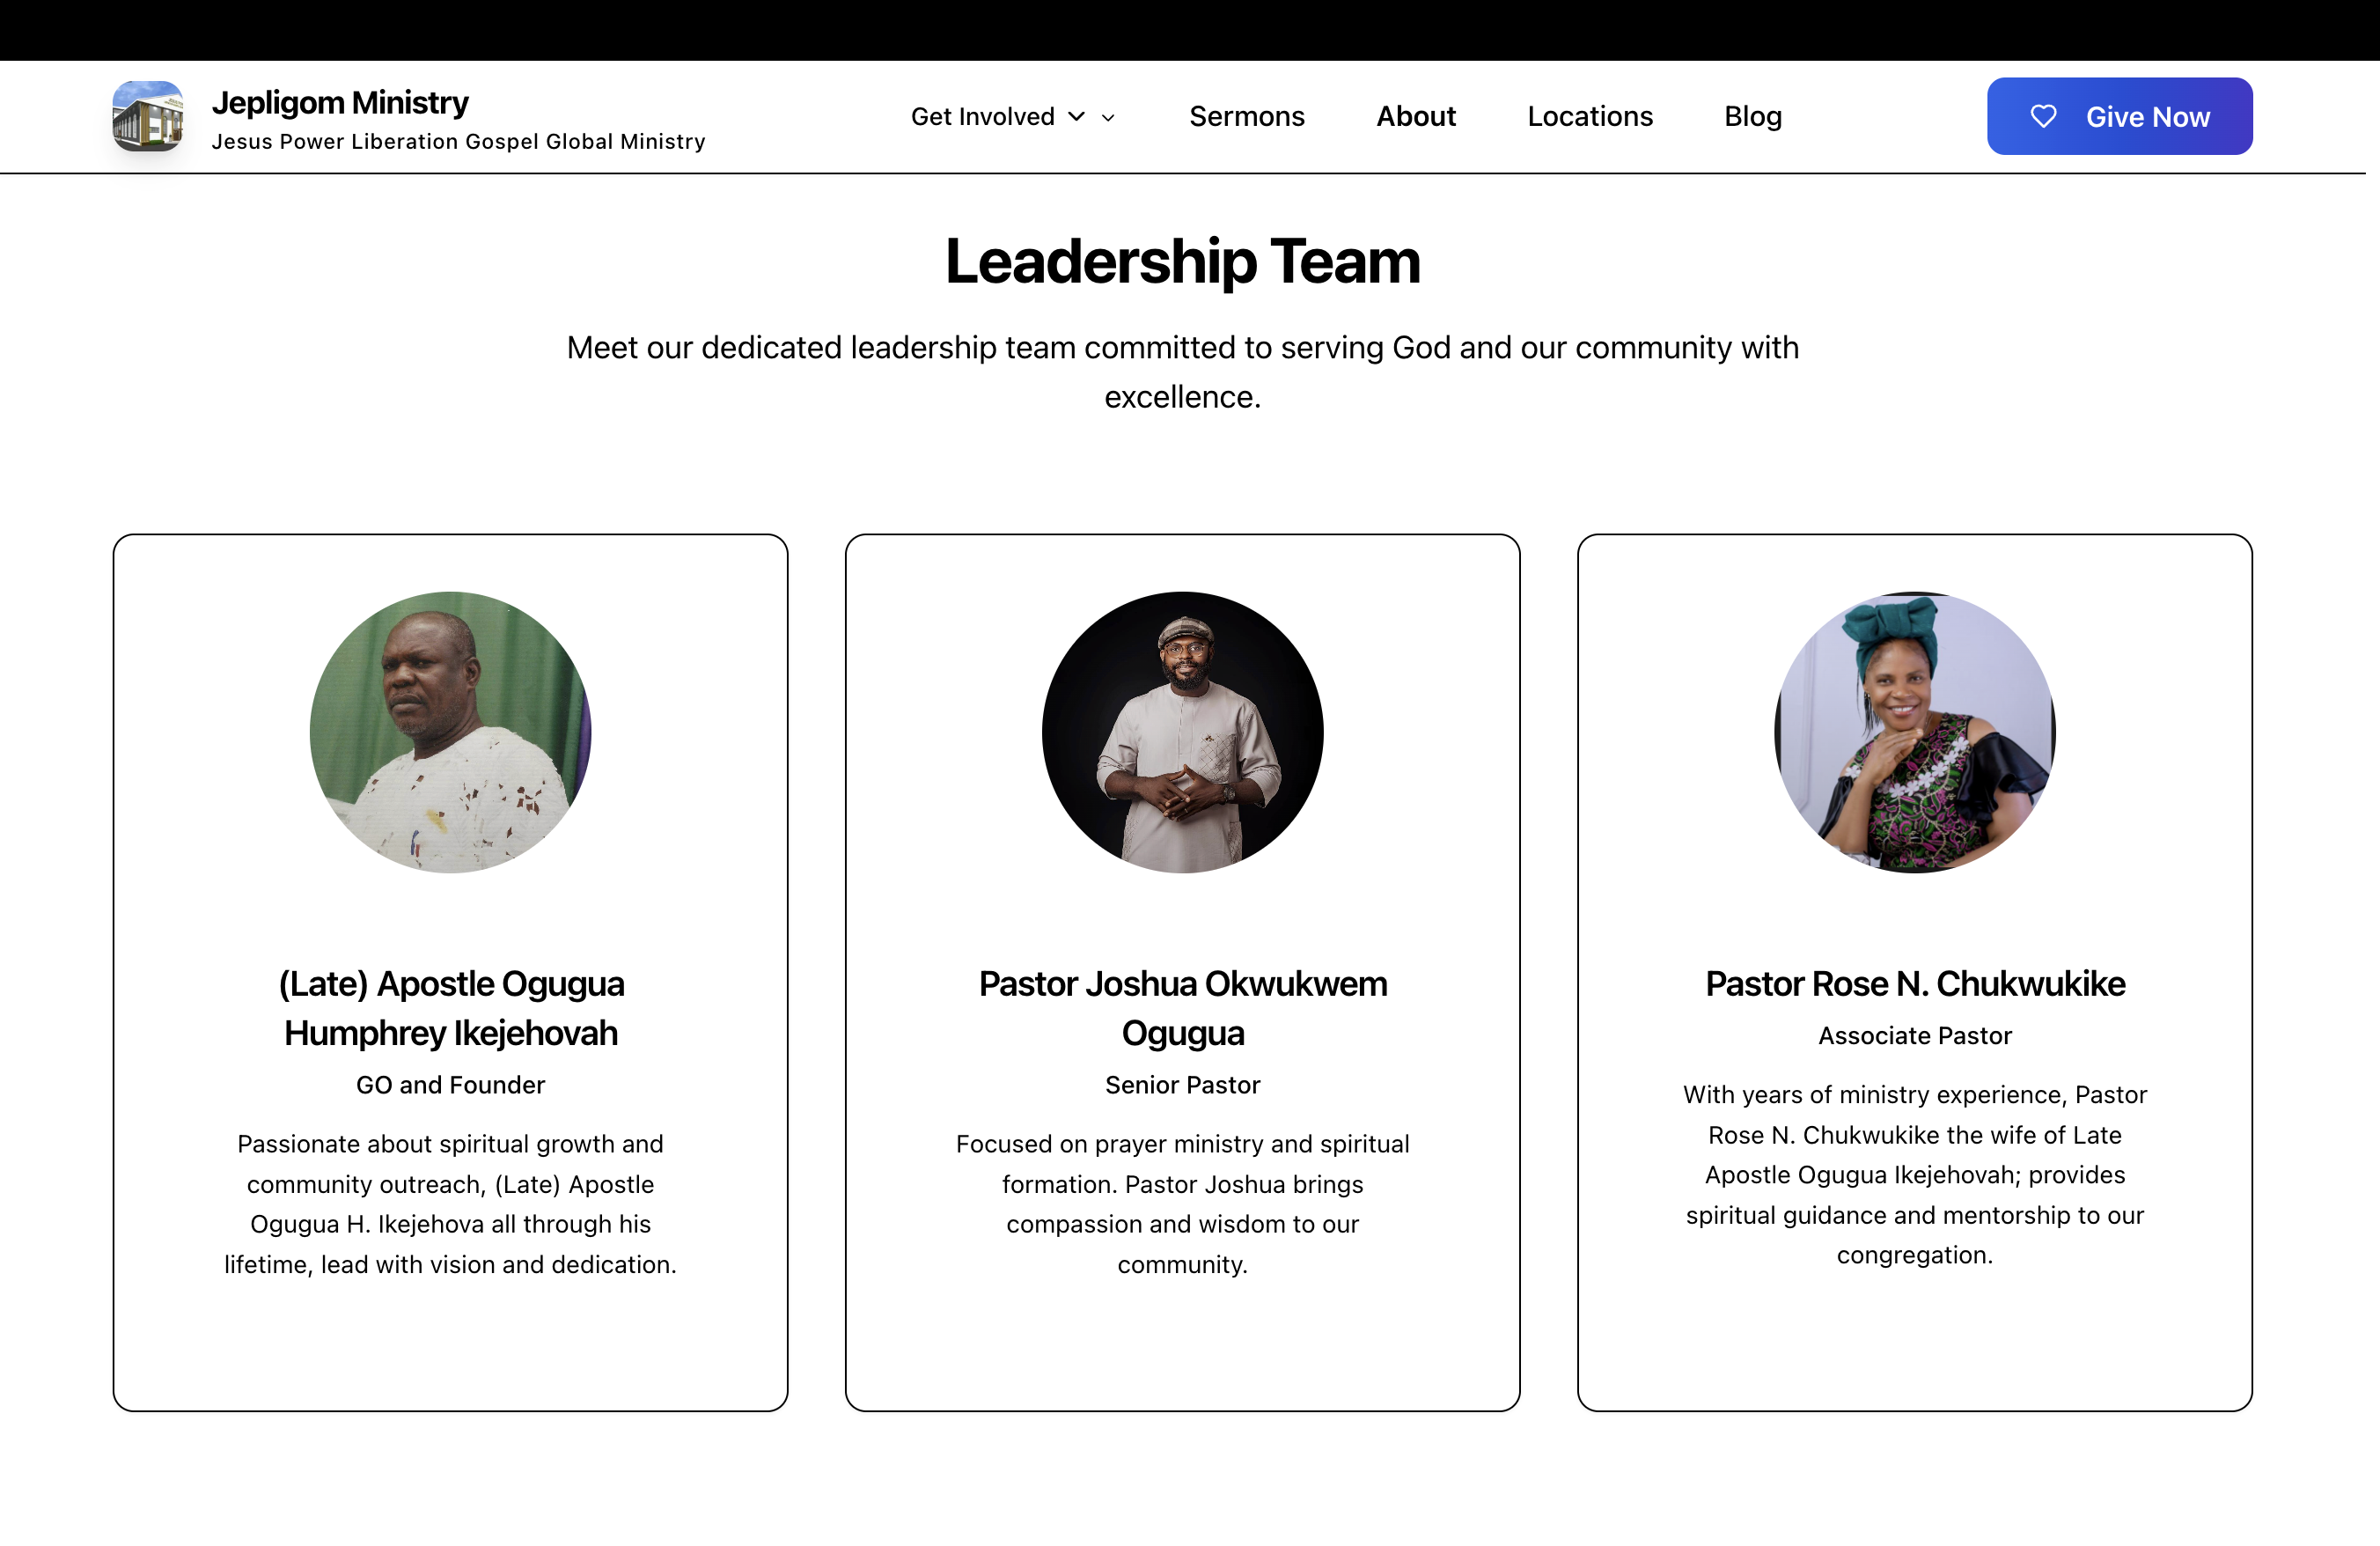 Jepligom Ministry
Jesus Power Liberation Gospel Global Ministry
Get Involved
Sermons
About
Locations
Blog
Give Now
Leadership Team
Meet our dedicated leadership team committed to serving God and our community with
excellence.
(Late) Apostle Ogugua
Humphrey Ikejehovah
GO and Founder
Passionate about spiritual growth and
community outreach, (Late) Apostle
Ogugua H. Ikejehova all through his
lifetime, lead with vision and dedication.
Pastor Joshua Okwukwem
Ogugua
Senior Pastor
Focused on prayer ministry and spiritual
formation. Pastor Joshua brings
compassion and wisdom to our
community.
Pastor Rose N. Chukwukike
Associate Pastor
With years of ministry experience, Pastor
Rose N. Chukwukike the wife of Late
Apostle Ogugua Ikejehovah; provides
spiritual guidance and mentorship to our
congregation.